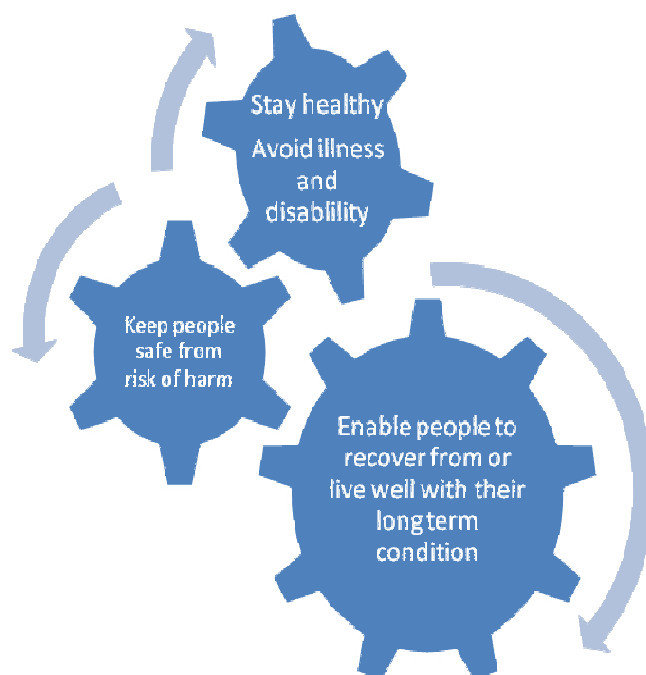 Stay healthy
Avoid illness
and
disablility
Keep people
safe from
risk of harm
Enable people to
recover from or
live well with their
long term
condition